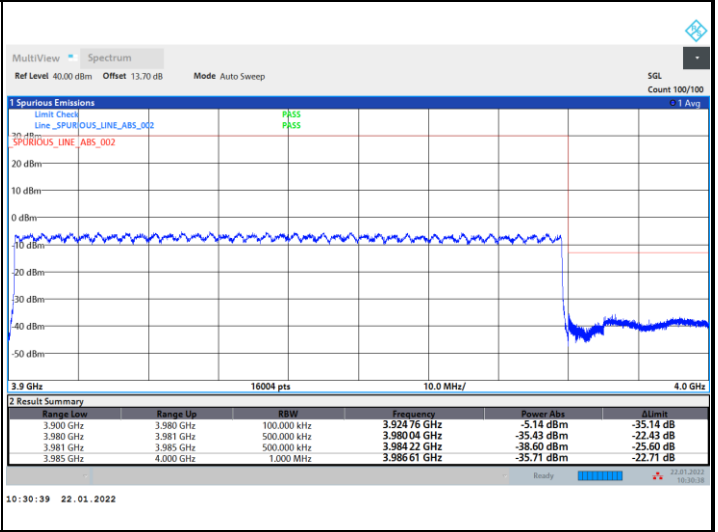 MultiView Spectrum
Ref Level 40.00 dBm Offset 13.70 dB Mode Auto Sweep SGL
Count 100/100
1 Spurious Emissions 1 Avg
Limit Check PASS
Line _SPURIOUS_LINE_ABS_002 PASS
30 dBm
_SPURIOUS_LINE_ABS_002
20 dBm
10 dBm
0 dBm
-10 dBm
-20 dBm
-30 dBm
-40 dBm
-50 dBm
3.9 GHz 16004 pts 10.0 MHz/ 4.0 GHz
2 Result Summary
Range Low Range Up RBW Frequency Power Abs ΔLimit
3.900 GHz 3.980 GHz 100.000 kHz 3.92476 GHz -5.14 dBm -35.14 dB
3.980 GHz 3.981 GHz 500.000 kHz 3.98004 GHz -35.43 dBm -22.43 dB
3.981 GHz 3.985 GHz 500.000 kHz 3.98422 GHz -38.60 dBm -25.60 dB
3.985 GHz 4.000 GHz 1.000 MHz 3.98661 GHz -35.71 dBm -22.71 dB
Ready 22.01.2022
10:30:38
10:30:39 22.01.2022